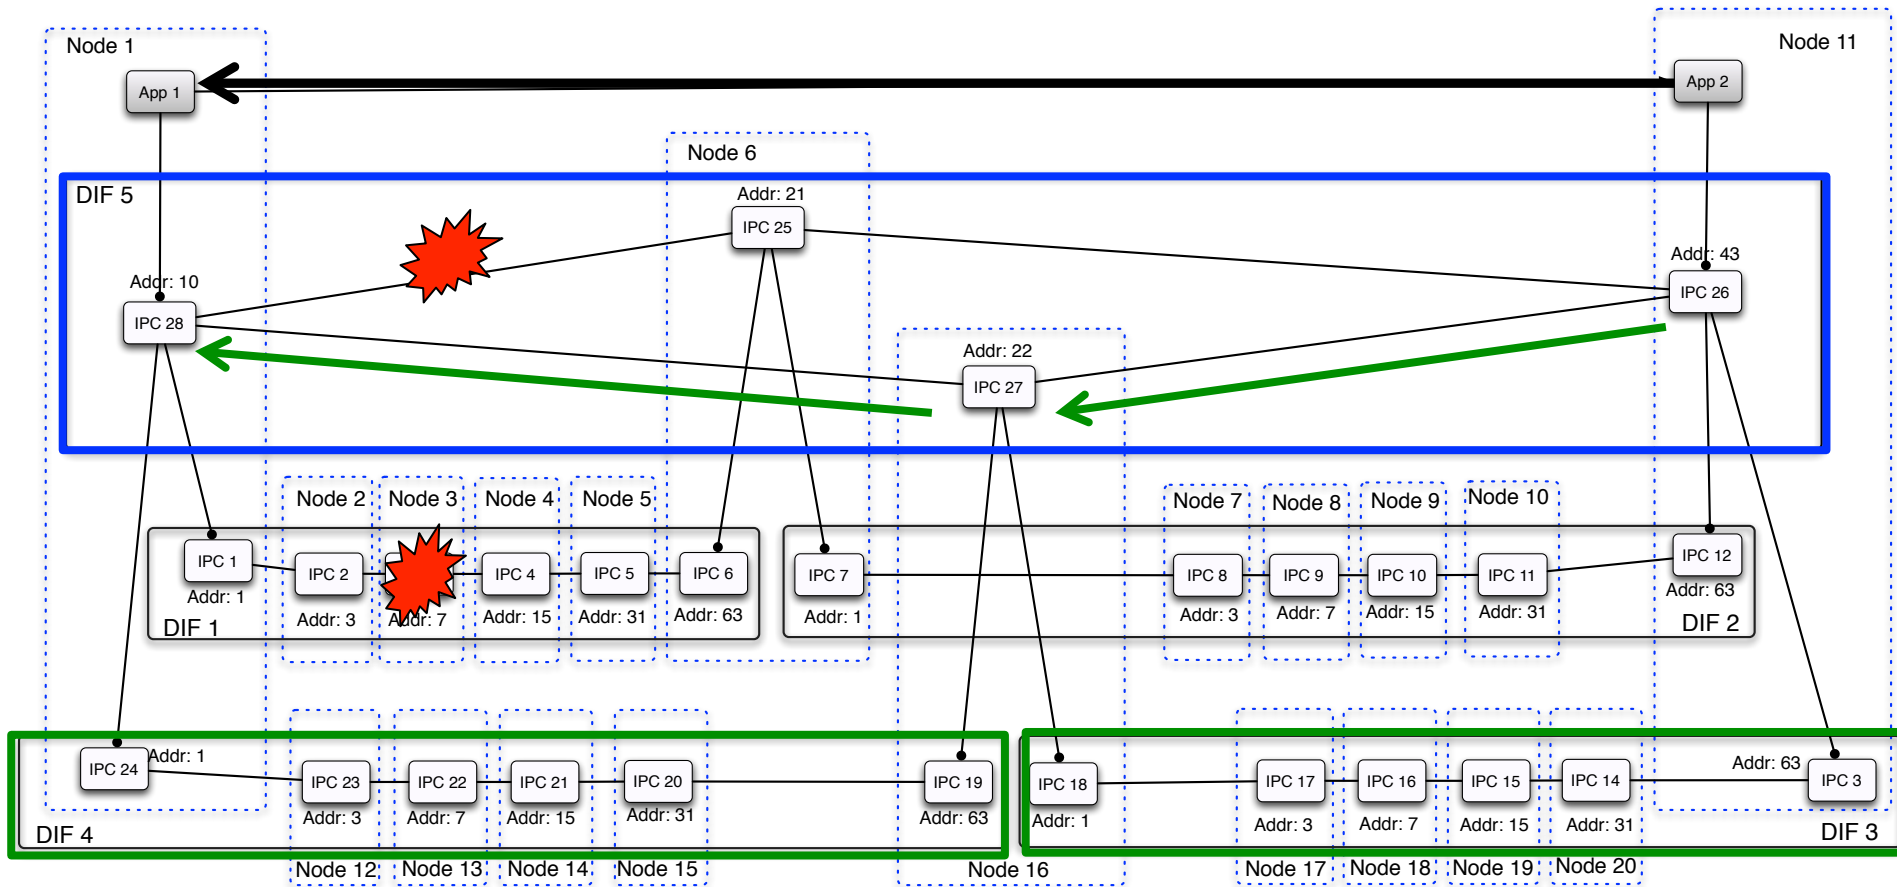 Node 1
Node 11
App 1
App 2
Node 6
DIF 5
Addr: 21
IPC 25
Addr: 43
IPC 26
Addr: 10
IPC 28
Addr: 22
IPC 27
Node 2
Node 3
Node 4
Node 5
Node 7
Node 8
Node 9
Node 10
IPC 1
IPC 2
IPC 4
IPC 5
IPC 6
IPC 7
IPC 8
IPC 9
IPC 10
IPC 11
IPC 12
Addr: 1
Addr: 3
Addr: 7
Addr: 15
Addr: 31
Addr: 63
Addr: 1
Addr: 3
Addr: 7
Addr: 15
Addr: 31
Addr: 63
DIF 1
DIF 2
IPC 24
Addr: 1
IPC 23
IPC 22
IPC 21
IPC 20
IPC 19
IPC 18
IPC 17
IPC 16
IPC 15
IPC 14
Addr: 63
IPC 3
Addr: 3
Addr: 7
Addr: 15
Addr: 31
Addr: 63
Addr: 1
Addr: 3
Addr: 7
Addr: 15
Addr: 31
DIF 4
DIF 3
Node 12
Node 13
Node 14
Node 15
Node 16
Node 17
Node 18
Node 19
Node 20